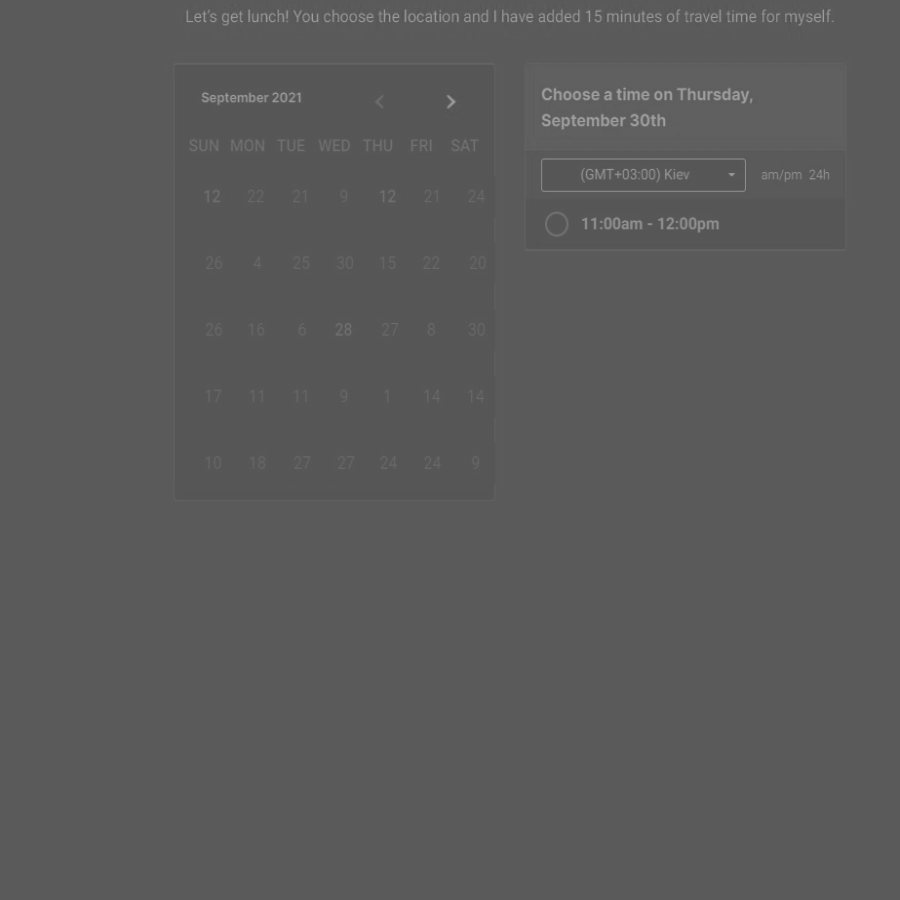 Let's get lunch! You choose the location and I have added 15 minutes of travel time for myself.
September 2021
SUN MON TUE WED THU FRI SAT
12 22 21 9 12 21 24
26 4 25 30 15 22 20
26 16 6 28 27 8 30
17 11 11 9 1 14 14
10 18 27 27 24 24 9
Choose a time on Thursday,
September 30th
(GMT+03:00) Kiev am/pm 24h
11:00am - 12:00pm